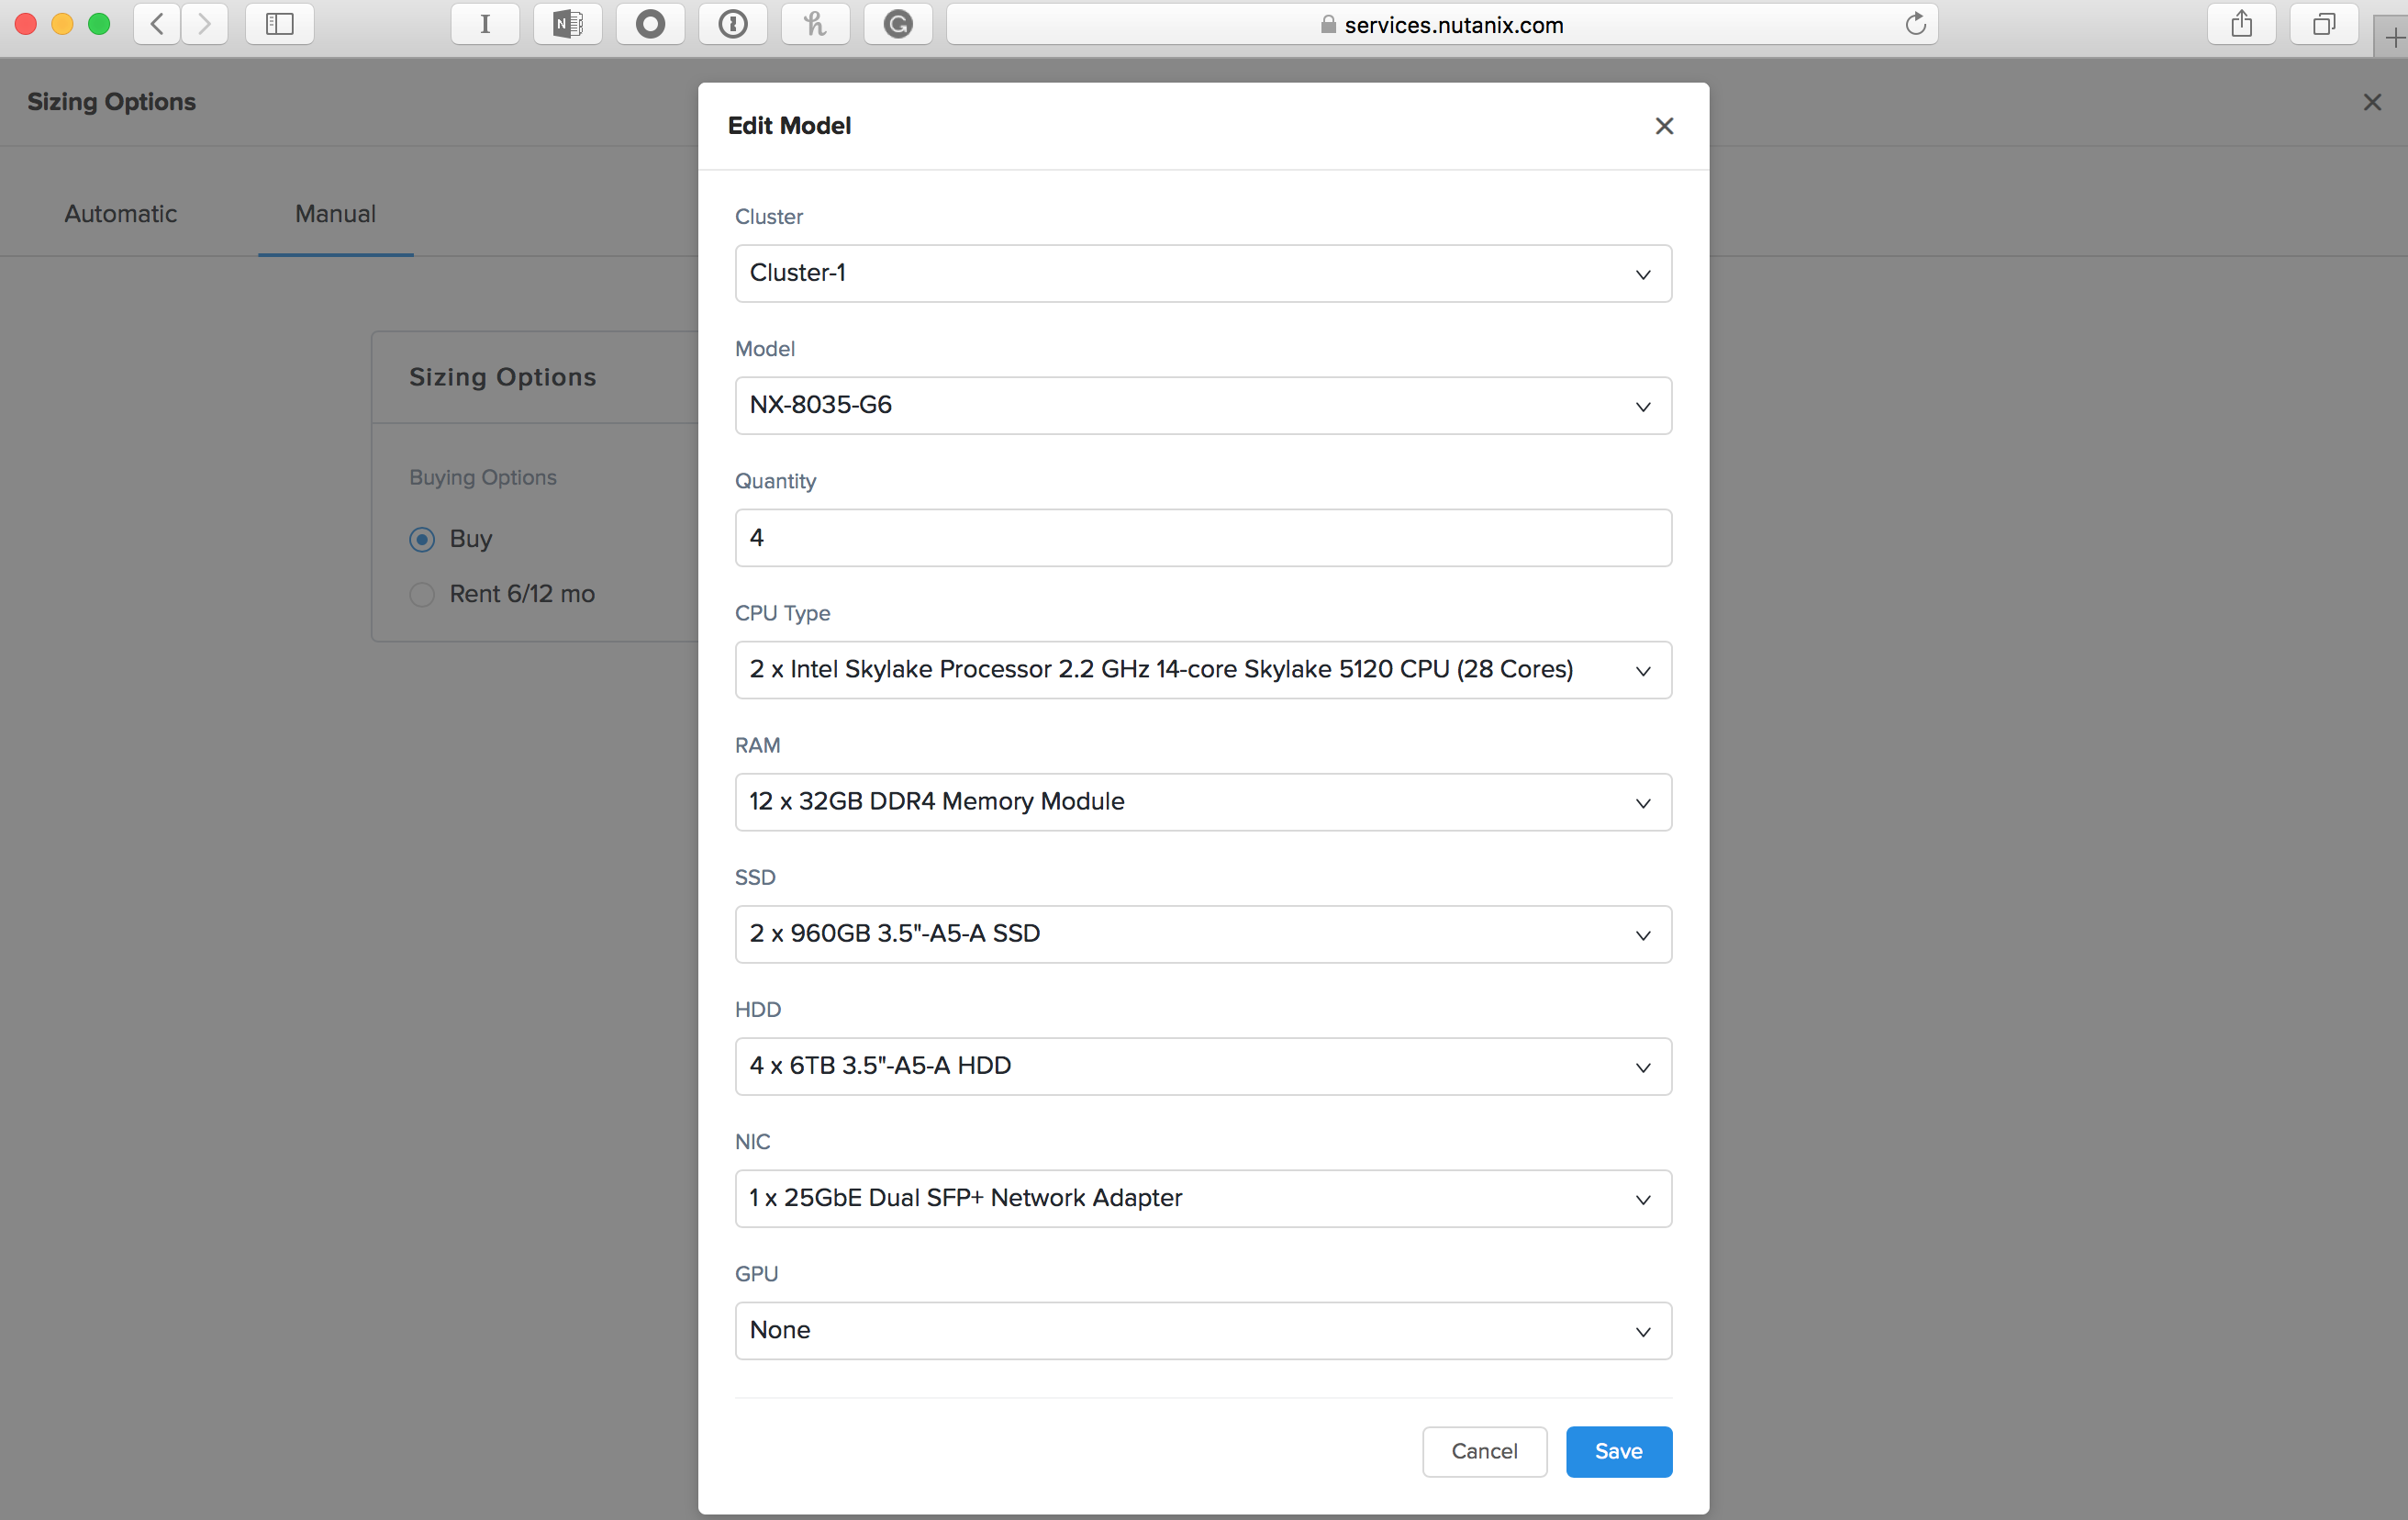 services.nutanix.com
Sizing Options
Automatic
Manual
Sizing Options
Buying Options
Buy
Rent 6/12 mo
Edit Model
Cluster
Cluster-1
Model
NX-8035-G6
Quantity
4
CPU Type
2 x Intel Skylake Processor 2.2 GHz 14-core Skylake 5120 CPU (28 Cores)
RAM
12 x 32GB DDR4 Memory Module
SSD
2 x 960GB 3.5"-A5-A SSD
HDD
4 x 6TB 3.5"-A5-A HDD
NIC
1 x 25GbE Dual SFP+ Network Adapter
GPU
None
Cancel
Save